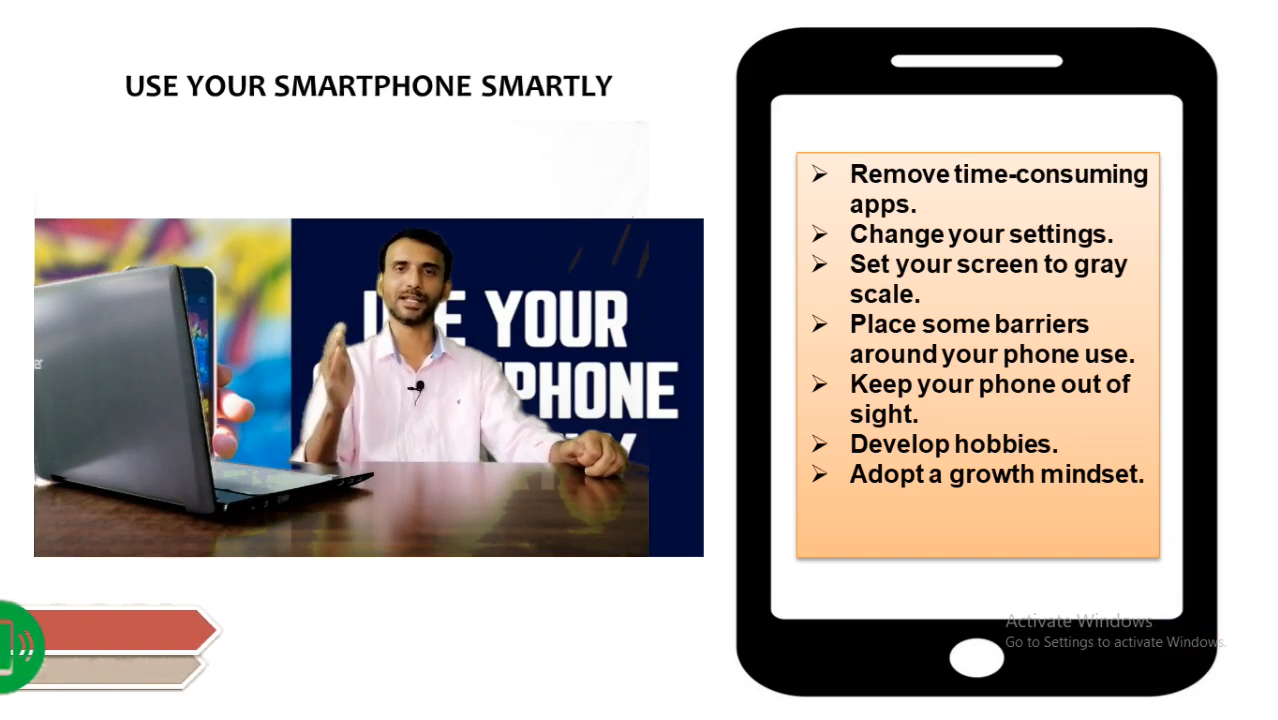 USE YOUR SMARTPHONE SMARTLY
YOUR
PHONE
➢ Remove time-consuming
apps.
➢ Change your settings.
➢ Set your screen to gray
scale.
➢ Place some barriers
around your phone use.
➢ Keep your phone out of
sight.
➢ Develop hobbies.
➢ Adopt a growth mindset.
Activate Windows
Go to Settings to activate Windows.